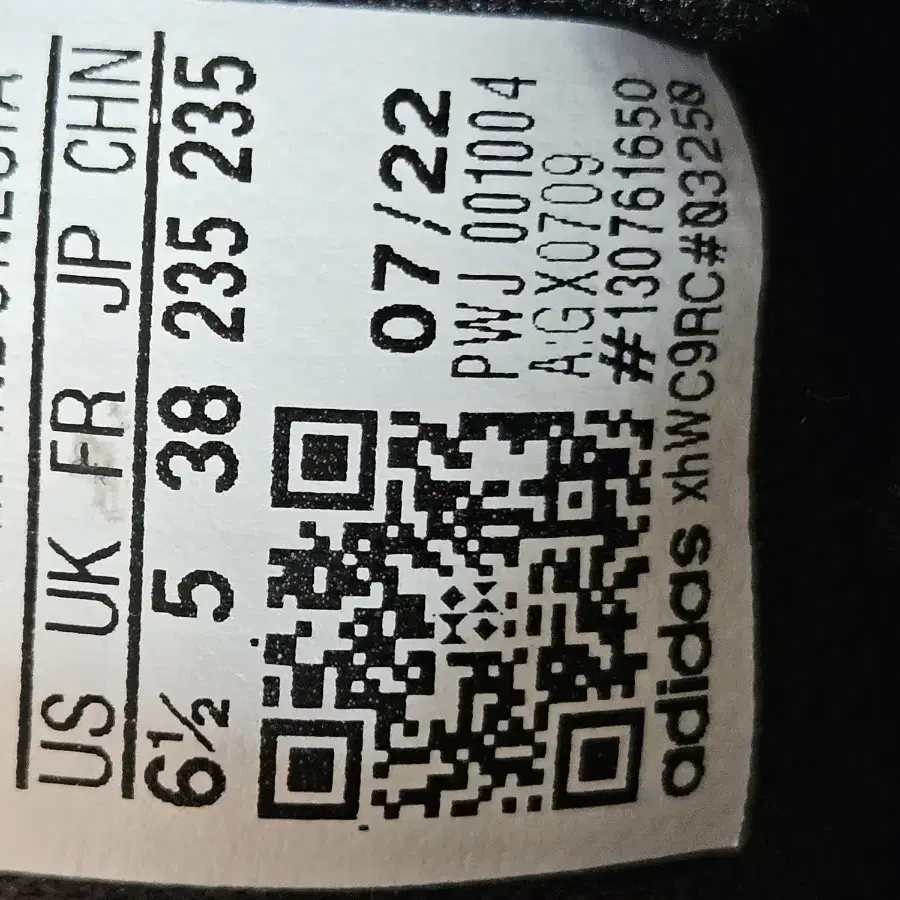 US UK FR JP CHN
6½ 5 38 235 235
07/22
PWJ 001004
A:GX0709
#130761650
adidas xhWC9RC#03250